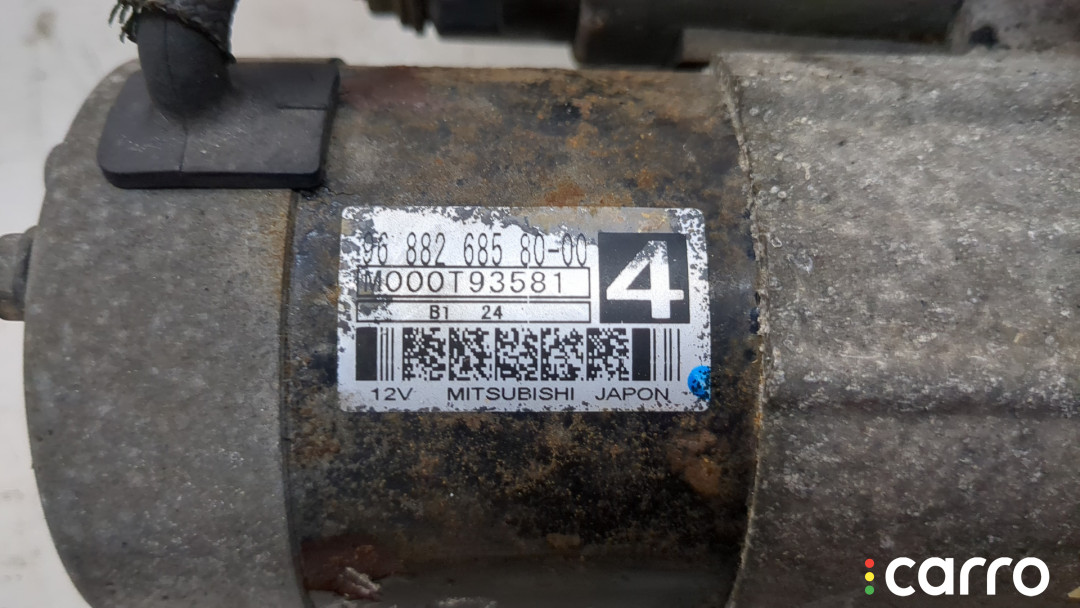 96 882 685 80-00
M000T93581
4
B1 24
12V MITSUBISHI JAPON
carro